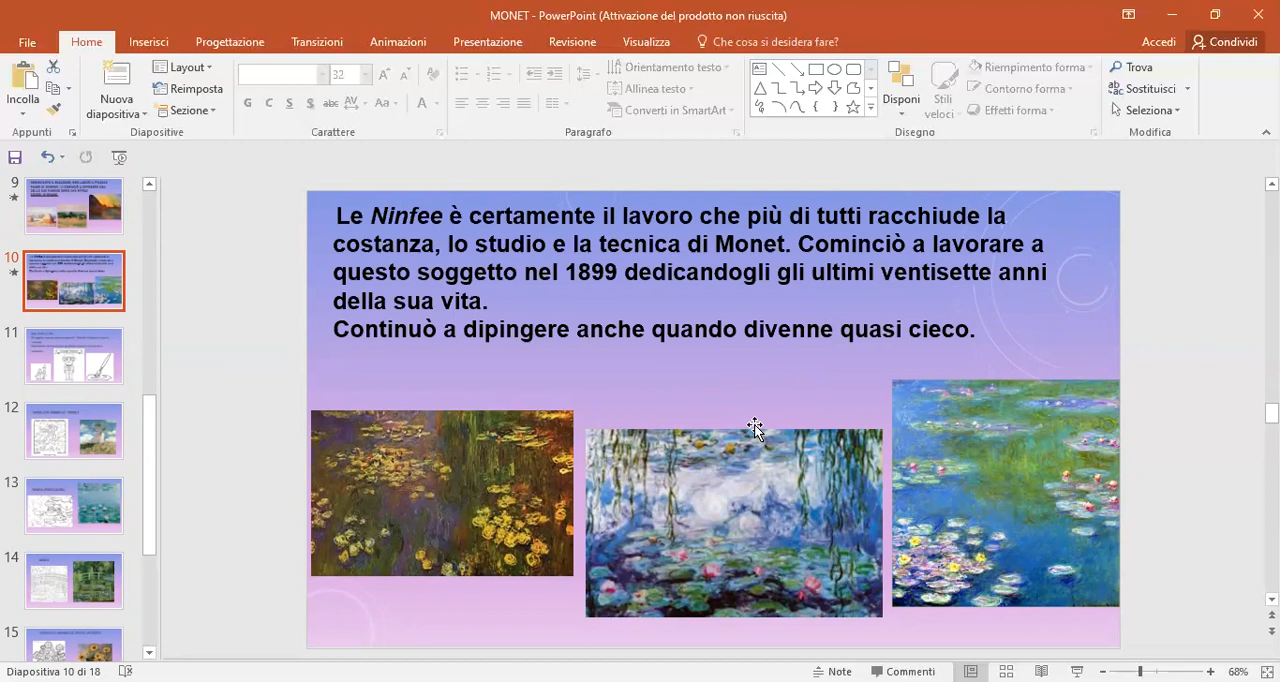 MONET - PowerPoint (Attivazione del prodotto non riuscita)
File Home Inserisci Progettazione Transizioni Animazioni Presentazione Revisione Visualizza Che cosa si desidera fare? Accedi Condividi
Incolla
Appunti
Nuova
diapositiva
Layout
Reimposta
Sezione
Diapositive
32
G C S S abc AV Aa A
Carattere
Orientamento testo
Allinea testo
Converti in SmartArt
Paragrafo
Disponi
Stili
veloci
Riempimento forma
Contorno forma
Effetti forma
Disegno
Trova
Sostituisci
Seleziona
Modifica
9
10
11
12
13
14
15
Le Ninfee è certamente il lavoro che più di tutti racchiude la
costanza, lo studio e la tecnica di Monet. Cominciò a lavorare a
questo soggetto nel 1899 dedicandogli gli ultimi ventisette anni
della sua vita.
Continuò a dipingere anche quando divenne quasi cieco.
Diapositiva 10 di 18 Note Commenti 68%